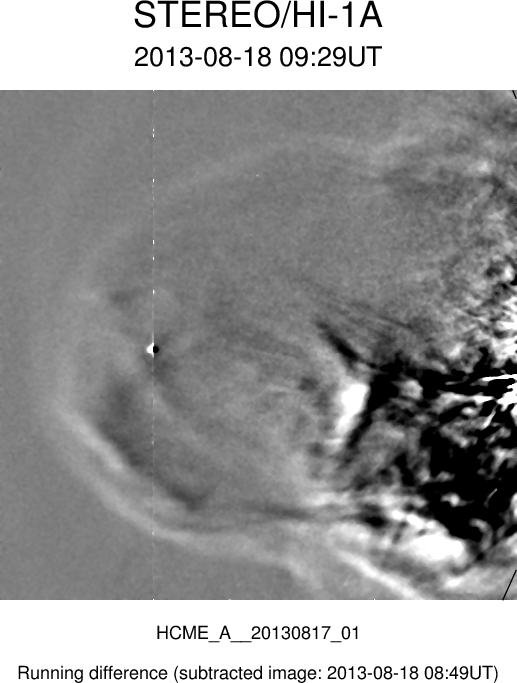 STEREO/HI-1A
2013-08-18 09:29UT
HCME_A__20130817_01
Running difference (subtracted image: 2013-08-18 08:49UT)